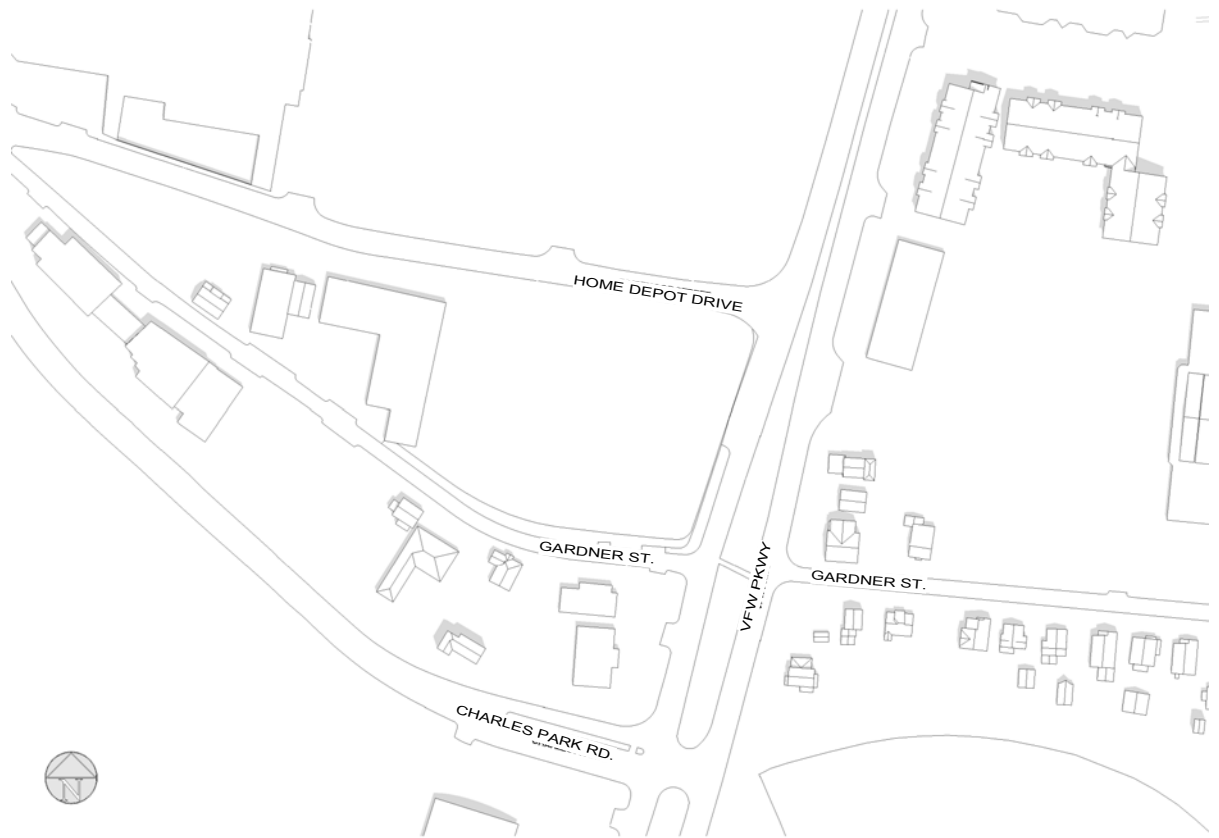 HOME DEPOT DRIVE
GARDNER ST.
VFW PKWY
GARDNER ST.
CHARLES PARK RD.
N